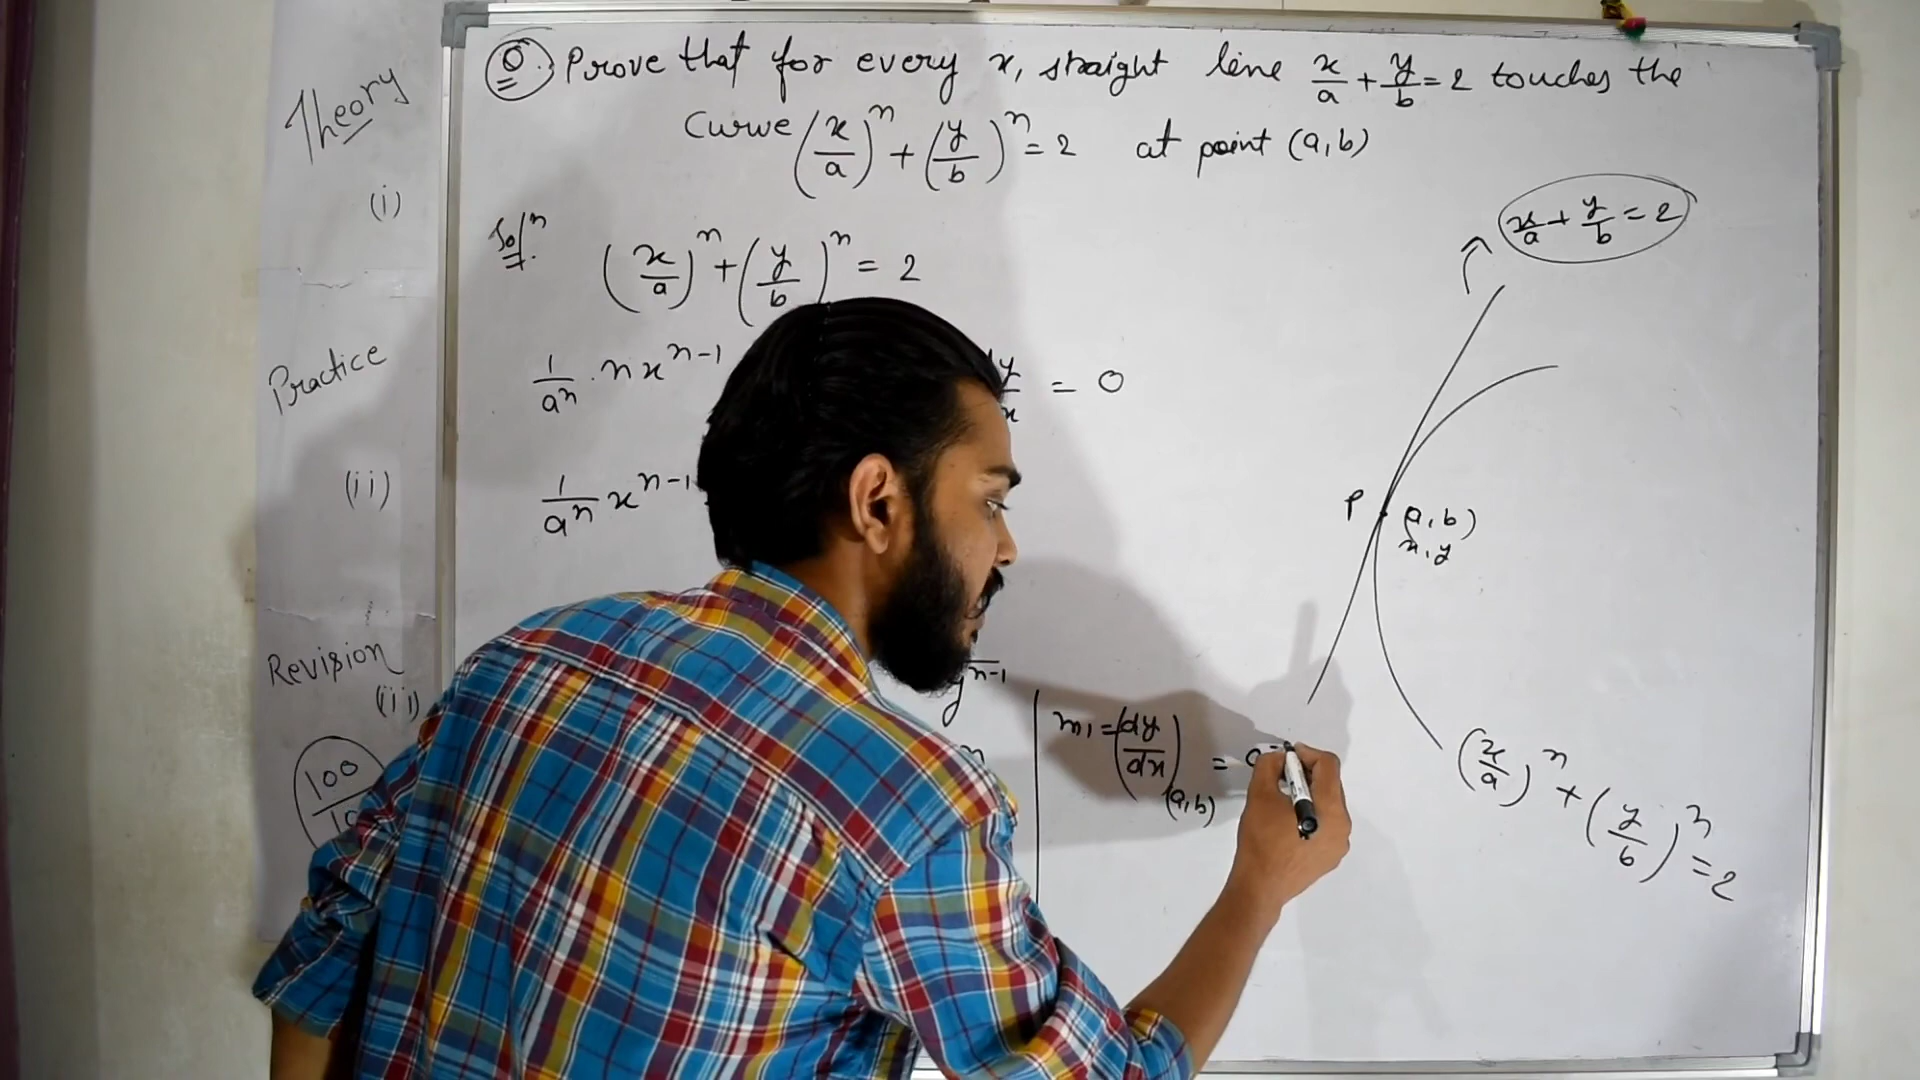 Q. Prove that for every x, straight line x/a + y/b = 2 touches the
Curve (x/a)^n + (y/b)^n = 2 at point (a,b)
Sol^n
(x/a)^n + (y/b)^n = 2
1/a^n . n x^n-1 dy/dx = 0
1/a^n x^n-1
y^n-1
m1 = (dy/dx)(a,b) =
Theory
(i)
Practice
(ii)
Revision
(iii)
100
x/a + y/b = 2
P (a,b)
x,y
(x/a)^n + (y/b)^n = 2